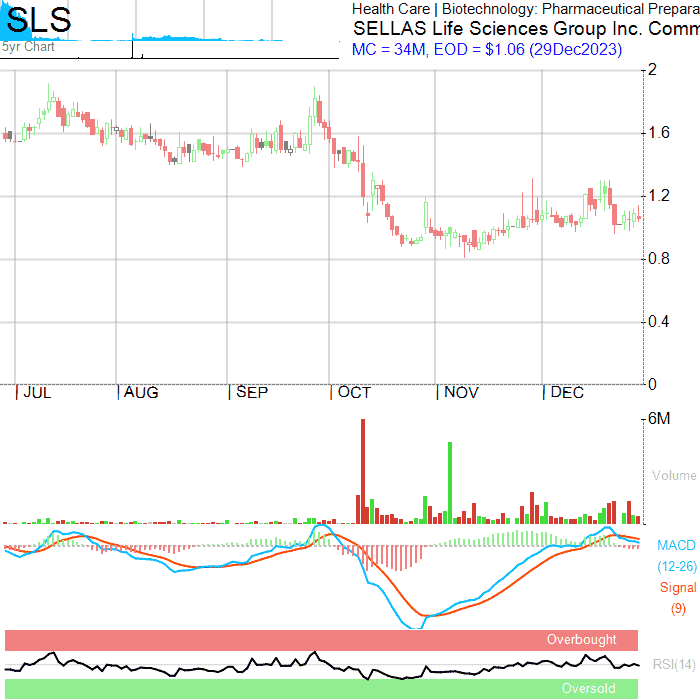 SLS
5yr Chart
Health Care | Biotechnology: Pharmaceutical Prepara
SELLAS Life Sciences Group Inc. Comm
MC = 34M, EOD = $1.06 (29Dec2023)
2
1.6
1.2
0.8
0.4
0
JUL AUG SEP OCT NOV DEC
6M
Volume
MACD
(12-26)
Signal
(9)
Overbought
RSI(14)
Oversold